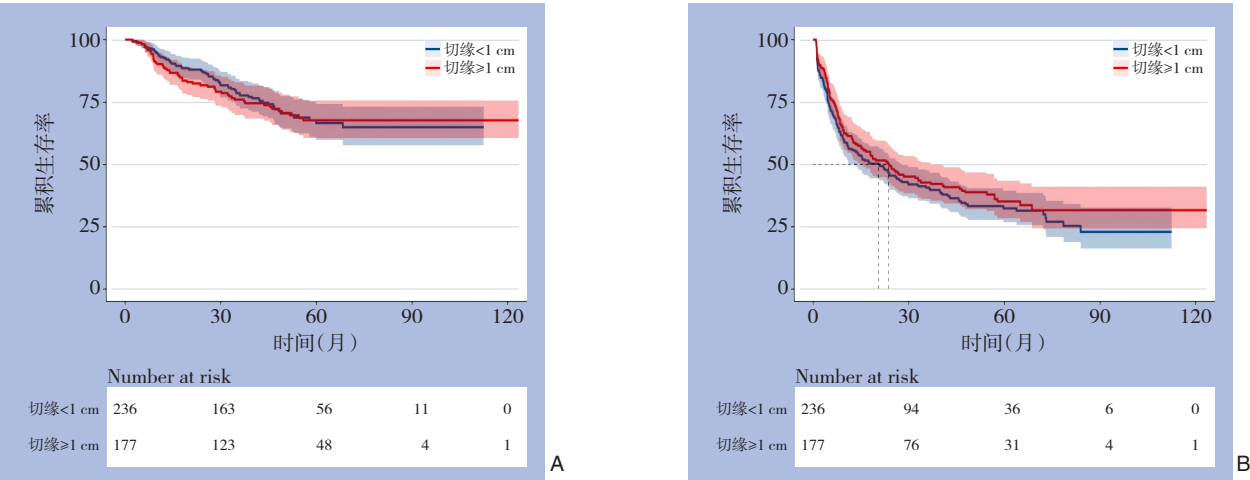 100
75
50
25
0
累积生存率
切缘<1 cm
切缘≥1 cm
0 30 60 90 120
时间(月)
Number at risk
切缘<1 cm 236 163 56 11 0
切缘≥1 cm 177 123 48 4 1
A
100
75
50
25
0
累积生存率
切缘<1 cm
切缘≥1 cm
0 30 60 90 120
时间(月)
Number at risk
切缘<1 cm 236 94 36 6 0
切缘≥1 cm 177 76 31 4 1
B